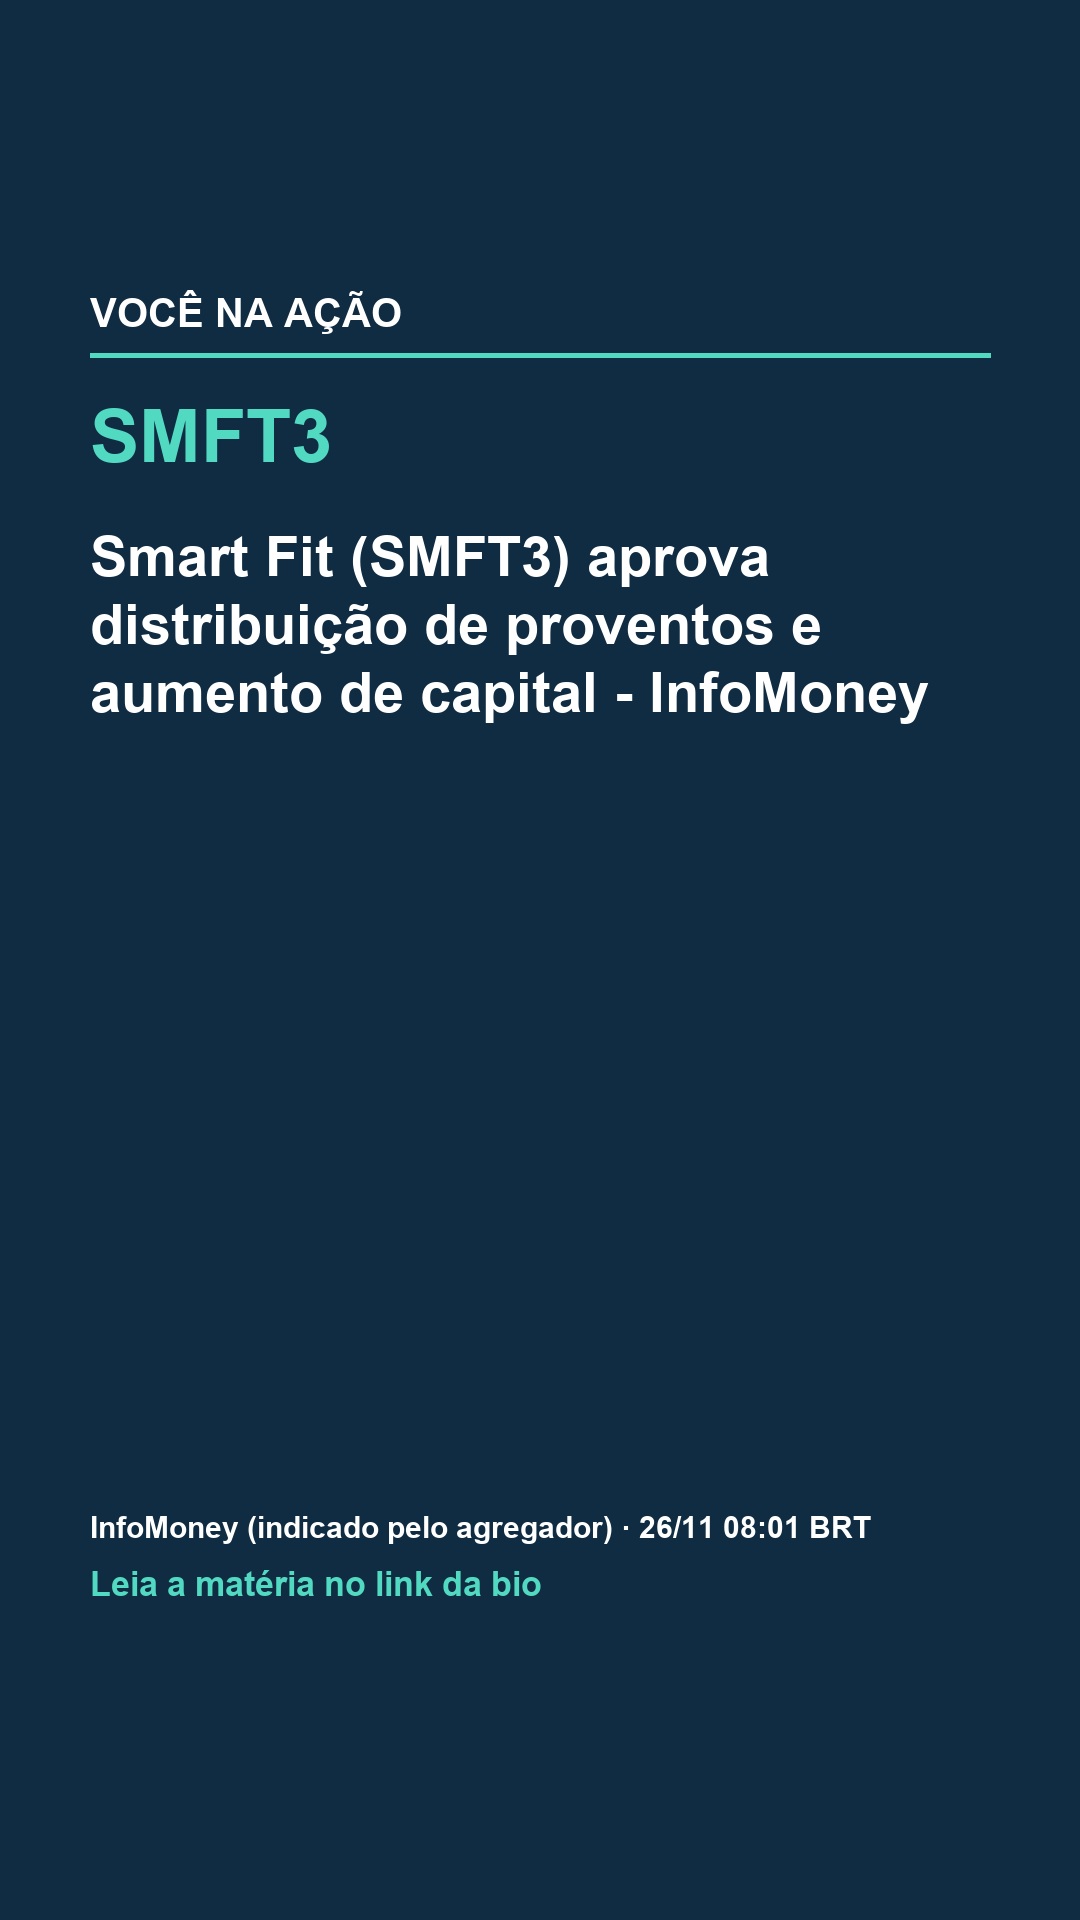 VOCÊ NA AÇÃO
SMFT3
Smart Fit (SMFT3) aprova
distribuição de proventos e
aumento de capital - InfoMoney
InfoMoney (indicado pelo agregador) · 26/11 08:01 BRT
Leia a matéria no link da bio